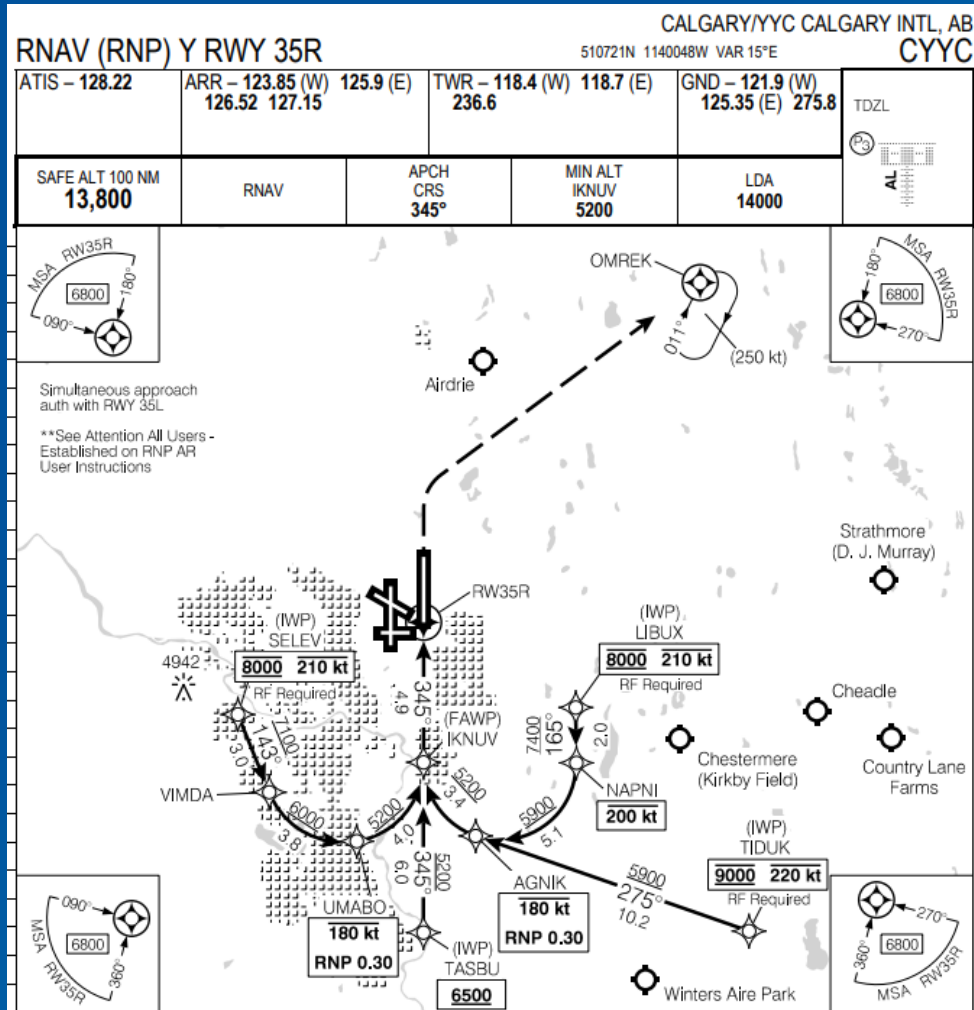 CALGARY/YYC CALGARY INTL, AB
RNAV (RNP) Y RWY 35R
510721N 1140048W VAR 15°E
CYYC
ATIS – 128.22
ARR – 123.85 (W) 125.9 (E)
126.52 127.15
TWR – 118.4 (W) 118.7 (E)
236.6
GND – 121.9 (W)
125.35 (E) 275.8
TDZL
P3
AL
SAFE ALT 100 NM
13,800
RNAV
APCH
CRS
345°
MIN ALT
IKNUV
5200
LDA
14000
MSA RW35R
6800
180°
090°
OMREK
011°
(250 kt)
MSA RW35R
180°
6800
270°
Airdrie
Simultaneous approach
auth with RWY 35L
**See Attention All Users -
Established on RNP AR
User Instructions
Strathmore
(D. J. Murray)
RW35R
(IWP)
SELEV
8000 210 kt
RF Required
4942
(IWP)
LIBUX
8000 210 kt
RF Required
4.9
345°
(FAWP)
IKNUV
7100
143°
3.0
7400
165°
2.0
Cheadle
Chestermere
(Kirkby Field)
Country Lane
Farms
VIMDA
6000
3.8
5200
4.0
5200
3.4
5900
5.1
NAPNI
200 kt
6.0
345°
5200
UMABO
180 kt
RNP 0.30
AGNIK
180 kt
RNP 0.30
5900
275°
10.2
(IWP)
TIDUK
9000 220 kt
RF Required
(IWP)
TASBU
6500
Winters Aire Park
090°
6800
360°
MSA RW35R
270°
6800
360°
MSA RW35R